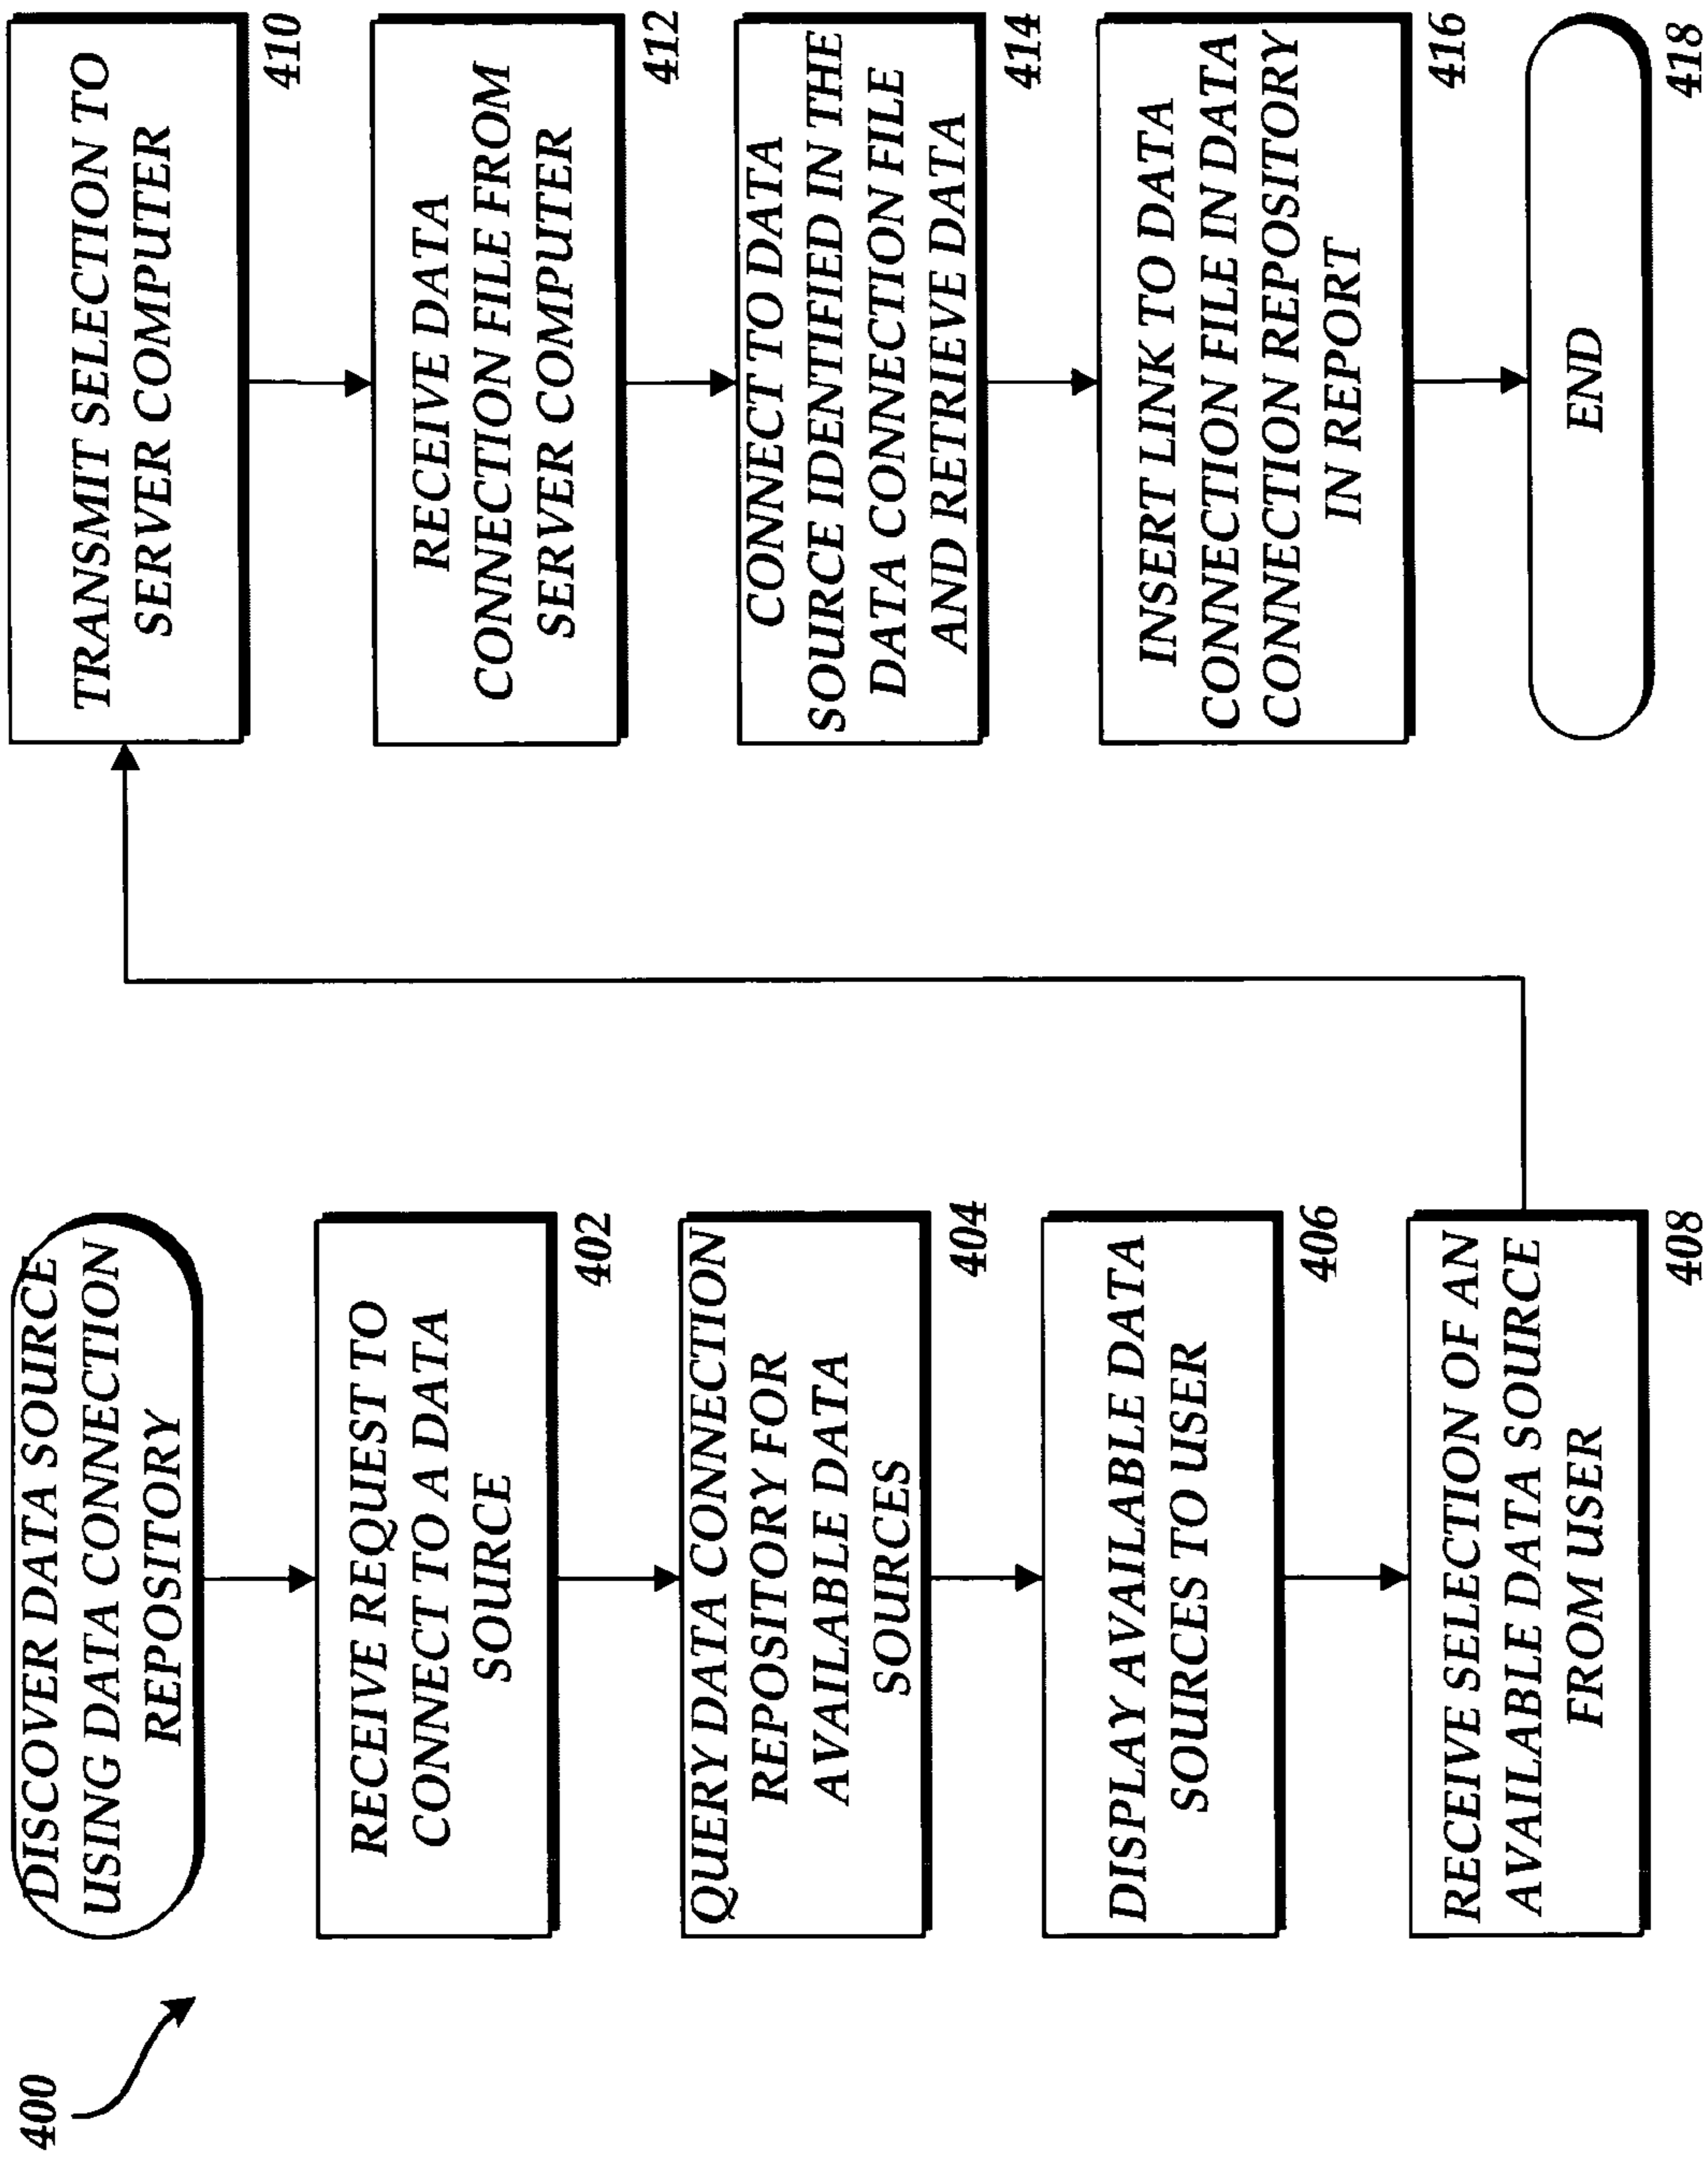 400
DISCOVER DATA SOURCE
USING DATA CONNECTION
REPOSITORY
RECEIVE REQUEST TO
CONNECT TO A DATA
SOURCE
402
QUERY DATA CONNECTION
REPOSITORY FOR
AVAILABLE DATA
SOURCES
404
DISPLAY AVAILABLE DATA
SOURCES TO USER
406
RECEIVE SELECTION OF AN
AVAILABLE DATA SOURCE
FROM USER
408
TRANSMIT SELECTION TO
SERVER COMPUTER
410
RECEIVE DATA
CONNECTION FILE FROM
SERVER COMPUTER
412
CONNECT TO DATA
SOURCE IDENTIFIED IN THE
DATA CONNECTION FILE
AND RETRIEVE DATA
414
INSERT LINK TO DATA
CONNECTION FILE IN DATA
CONNECTION REPOSITORY
IN REPORT
416
END
418